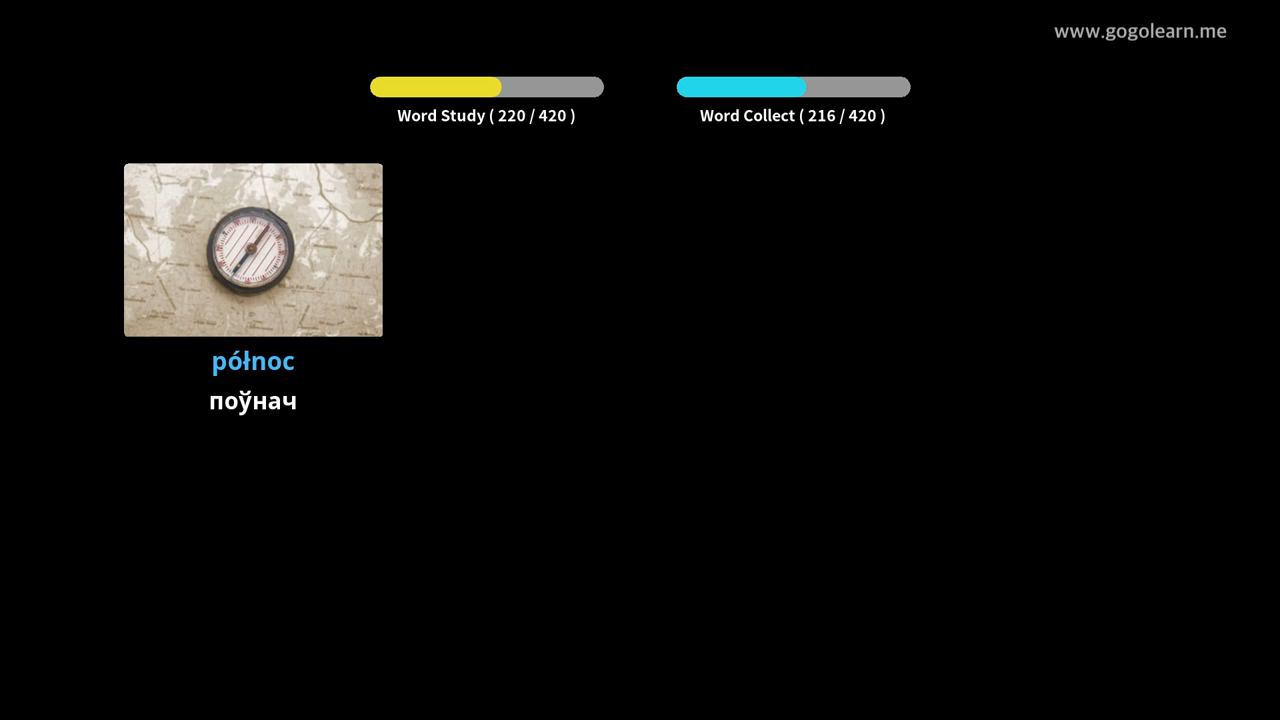 www.gogolearn.me
Word Study ( 220 / 420 )
Word Collect ( 216 / 420 )
północ
поўнач